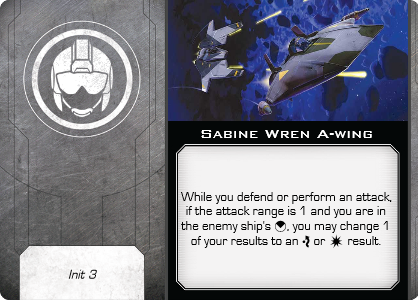 Sabine Wren A-wing
While you defend or perform an attack,
if the attack range is 1 and you are in
the enemy ship's , you may change 1
of your results to an or result.
Init 3